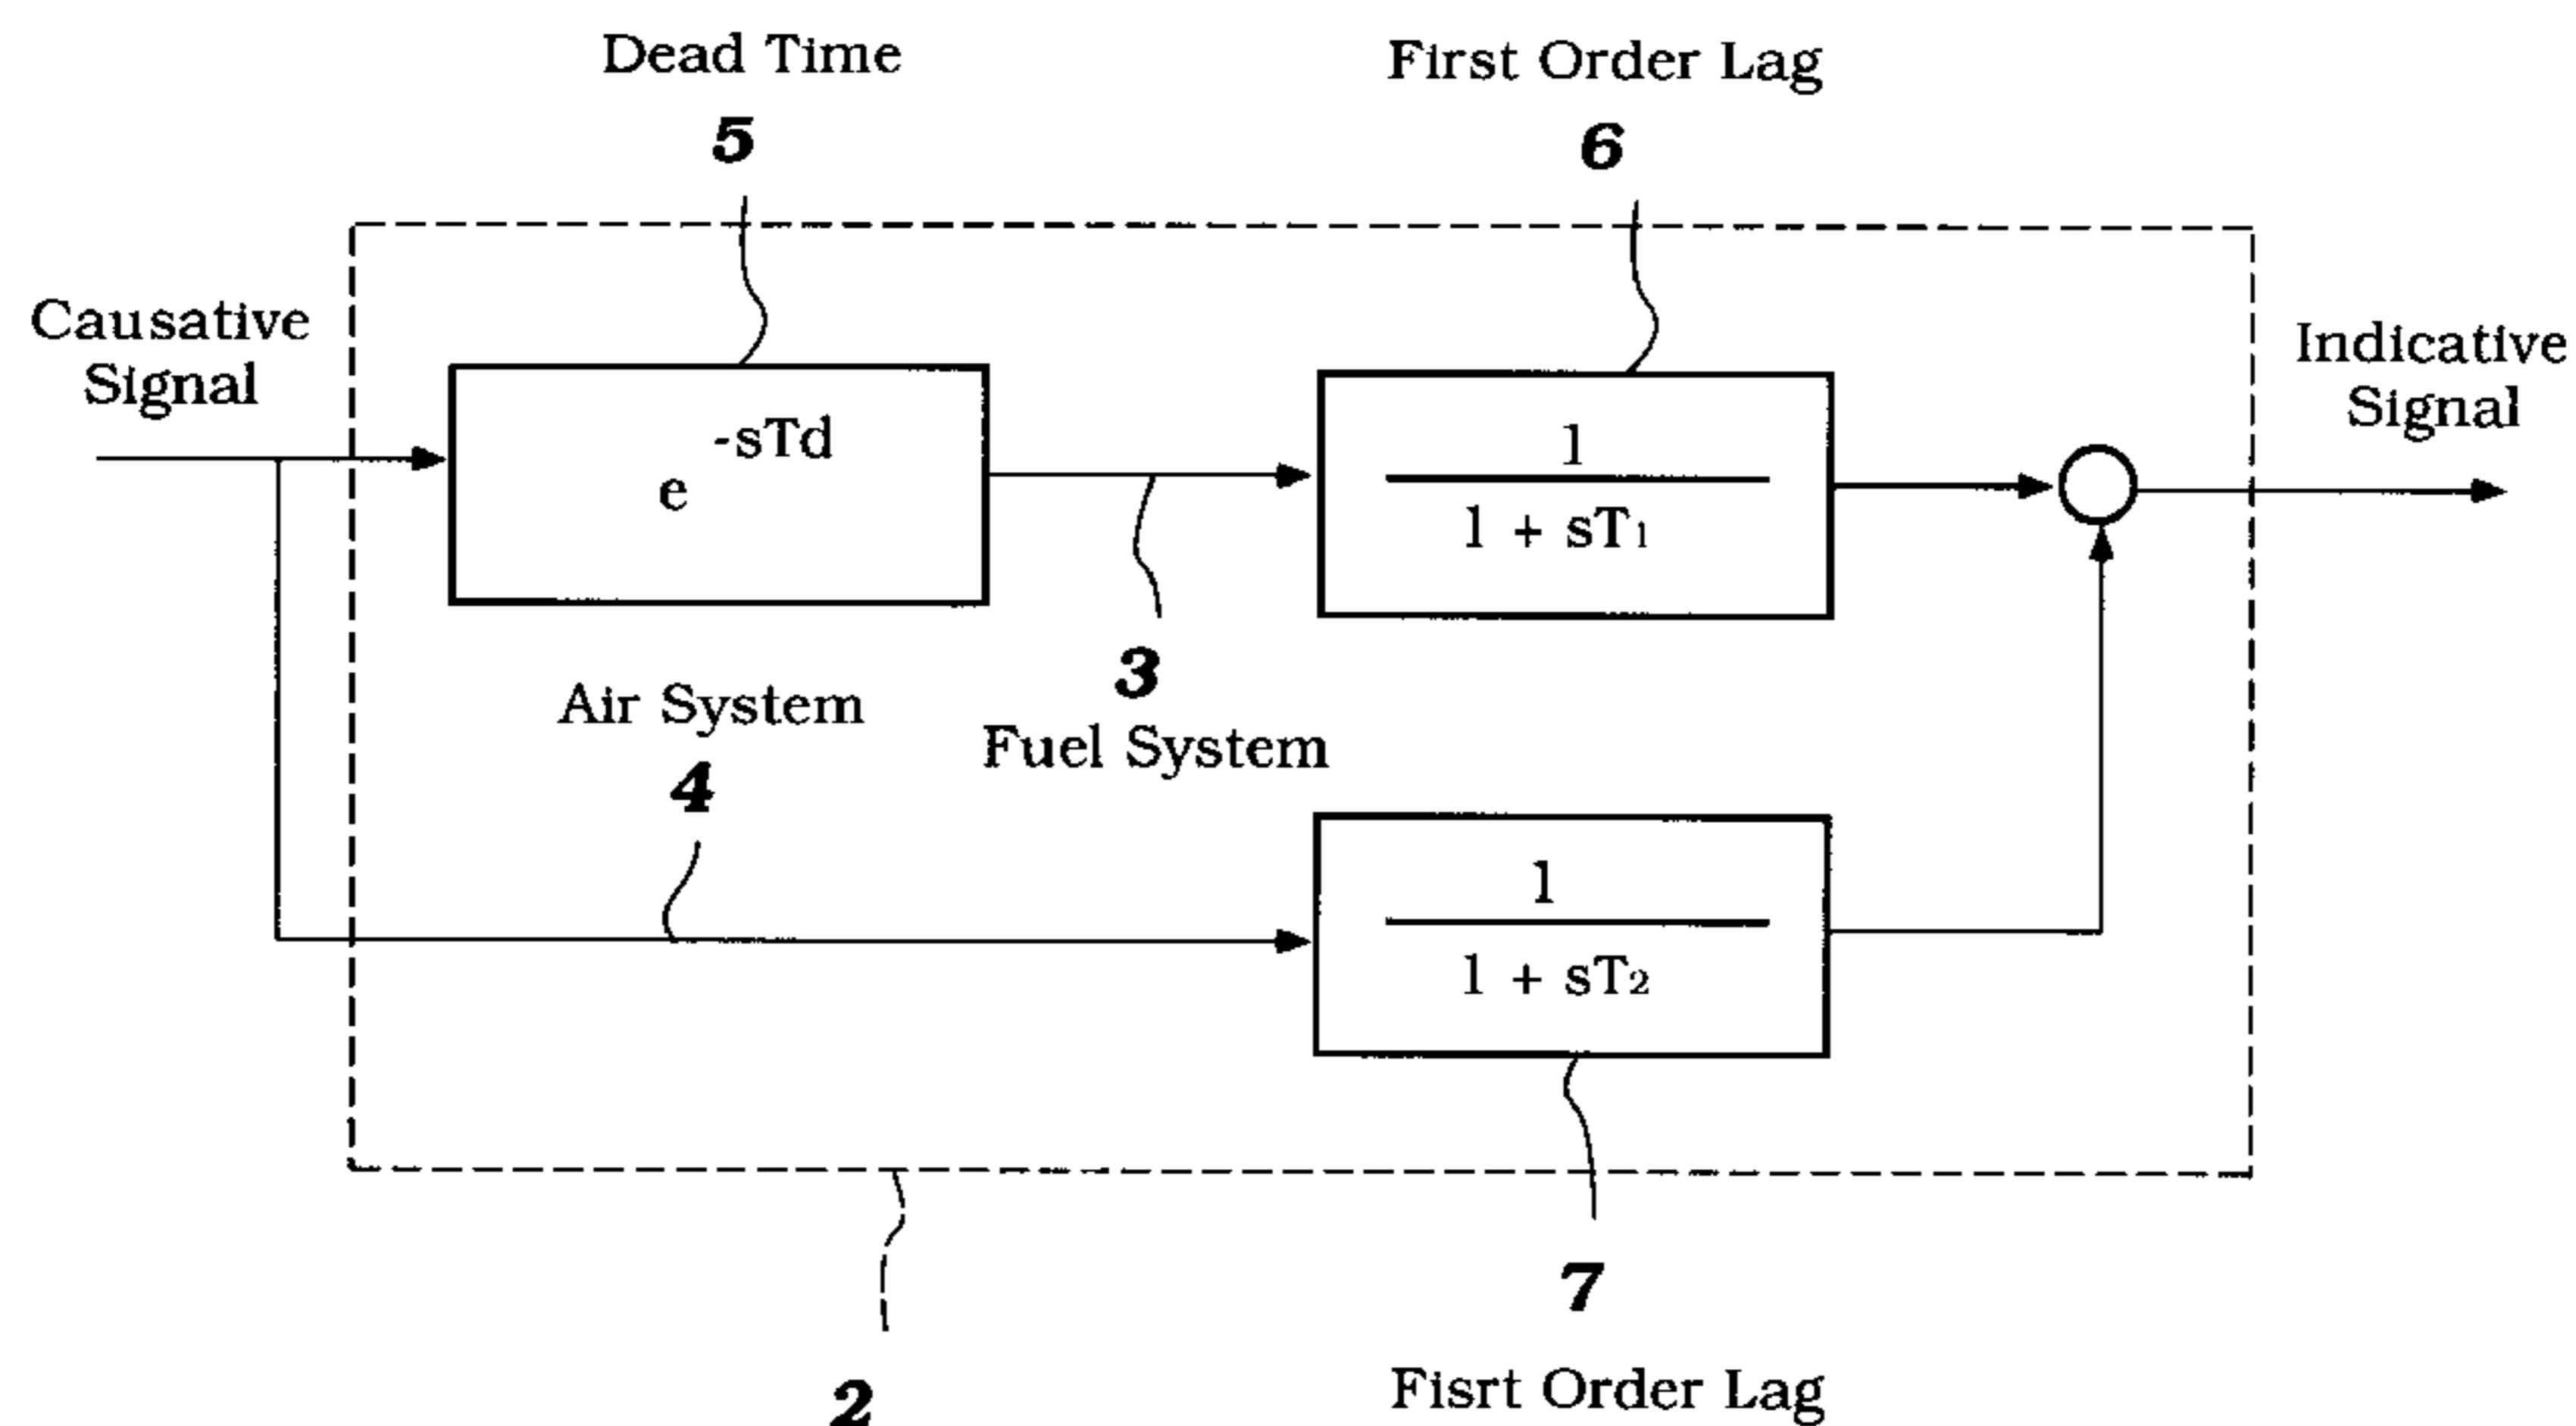 Dead Time
5
First Order Lag
6
Causative
Signal
Indicative
Signal
e -sTd
1
1 + sT1
3
Fuel System
Air System
4
1
1 + sT2
7
Fisrt Order Lag
2